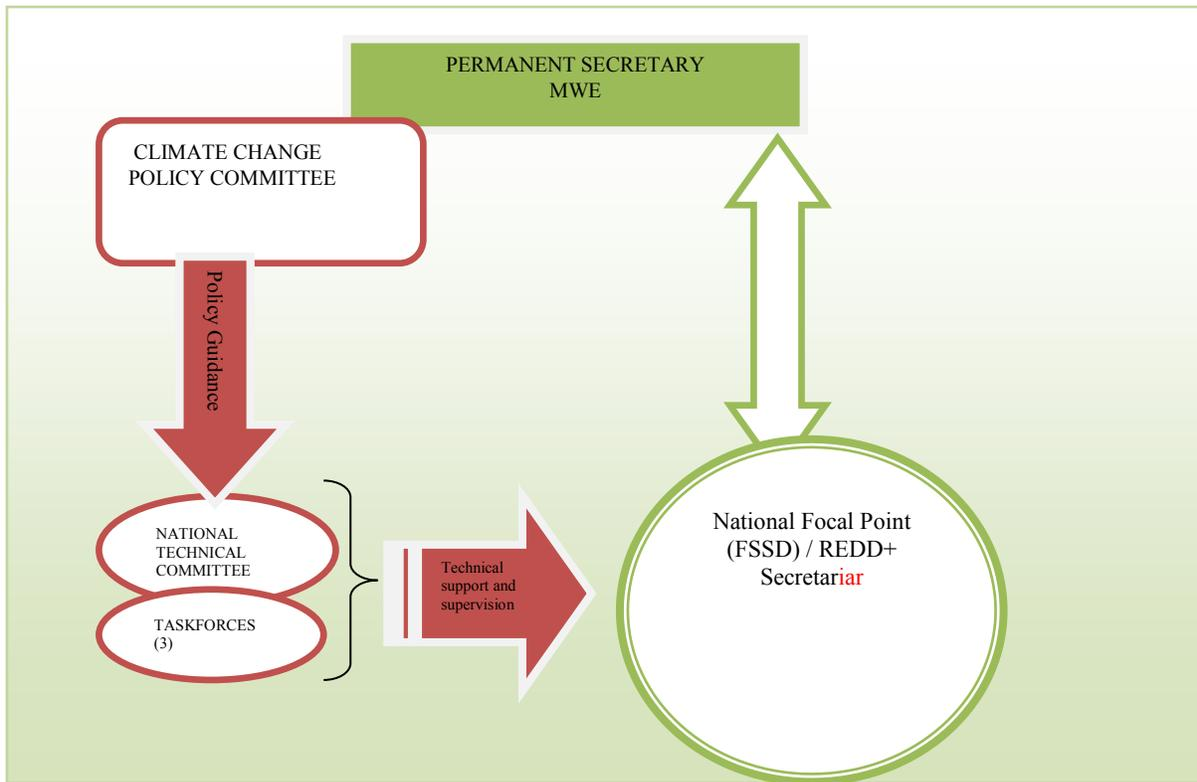 PERMANENT SECRETARY
MWE
CLIMATE CHANGE
POLICY COMMITTEE
Policy Guidance
NATIONAL
TECHNICAL
COMMITTEE
TASKFORCES
(3)
Technical
support and
supervision
National Focal Point
(FSSD) / REDD+
Secretariar